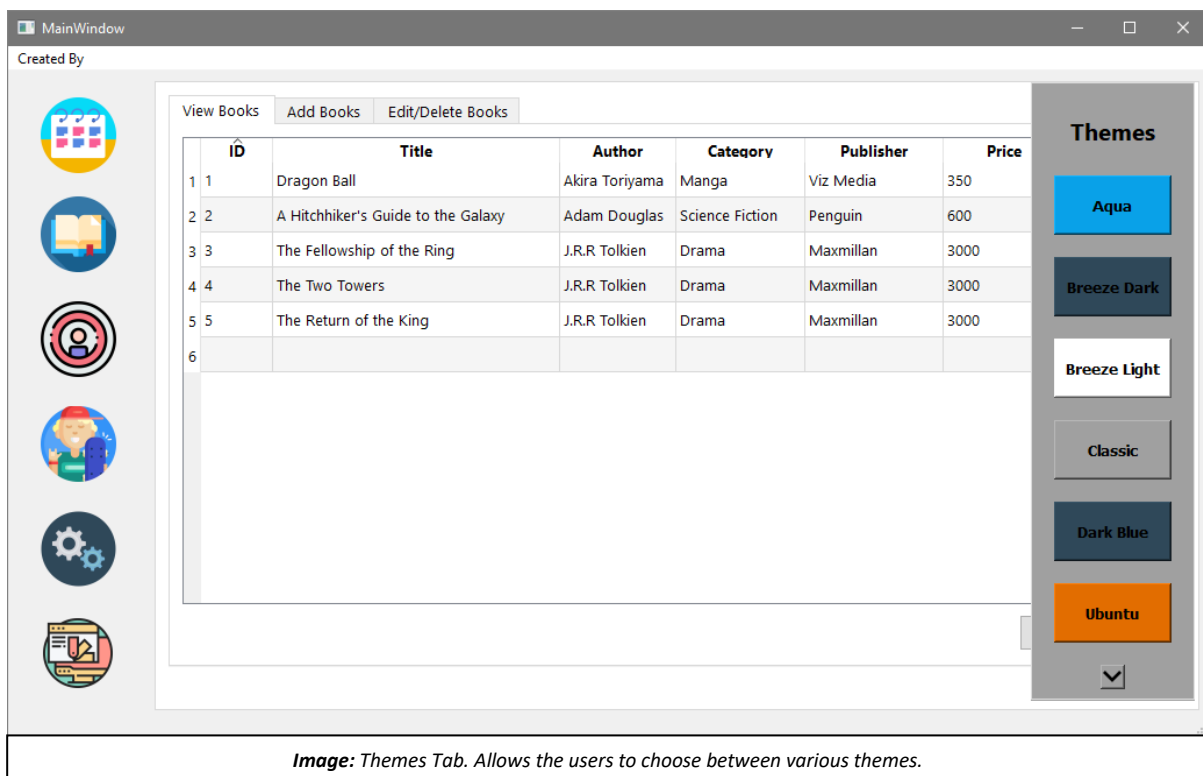 MainWindow
Created By
View Books Add Books Edit/Delete Books
ID Title Author Category Publisher Price
1 1 Dragon Ball Akira Toriyama Manga Viz Media 350
2 2 A Hitchhiker's Guide to the Galaxy Adam Douglas Science Fiction Penguin 600
3 3 The Fellowship of the Ring J.R.R Tolkien Drama Maxmillan 3000
4 4 The Two Towers J.R.R Tolkien Drama Maxmillan 3000
5 5 The Return of the King J.R.R Tolkien Drama Maxmillan 3000
6
Themes
Aqua
Breeze Dark
Breeze Light
Classic
Dark Blue
Ubuntu
Image: Themes Tab. Allows the users to choose between various themes.